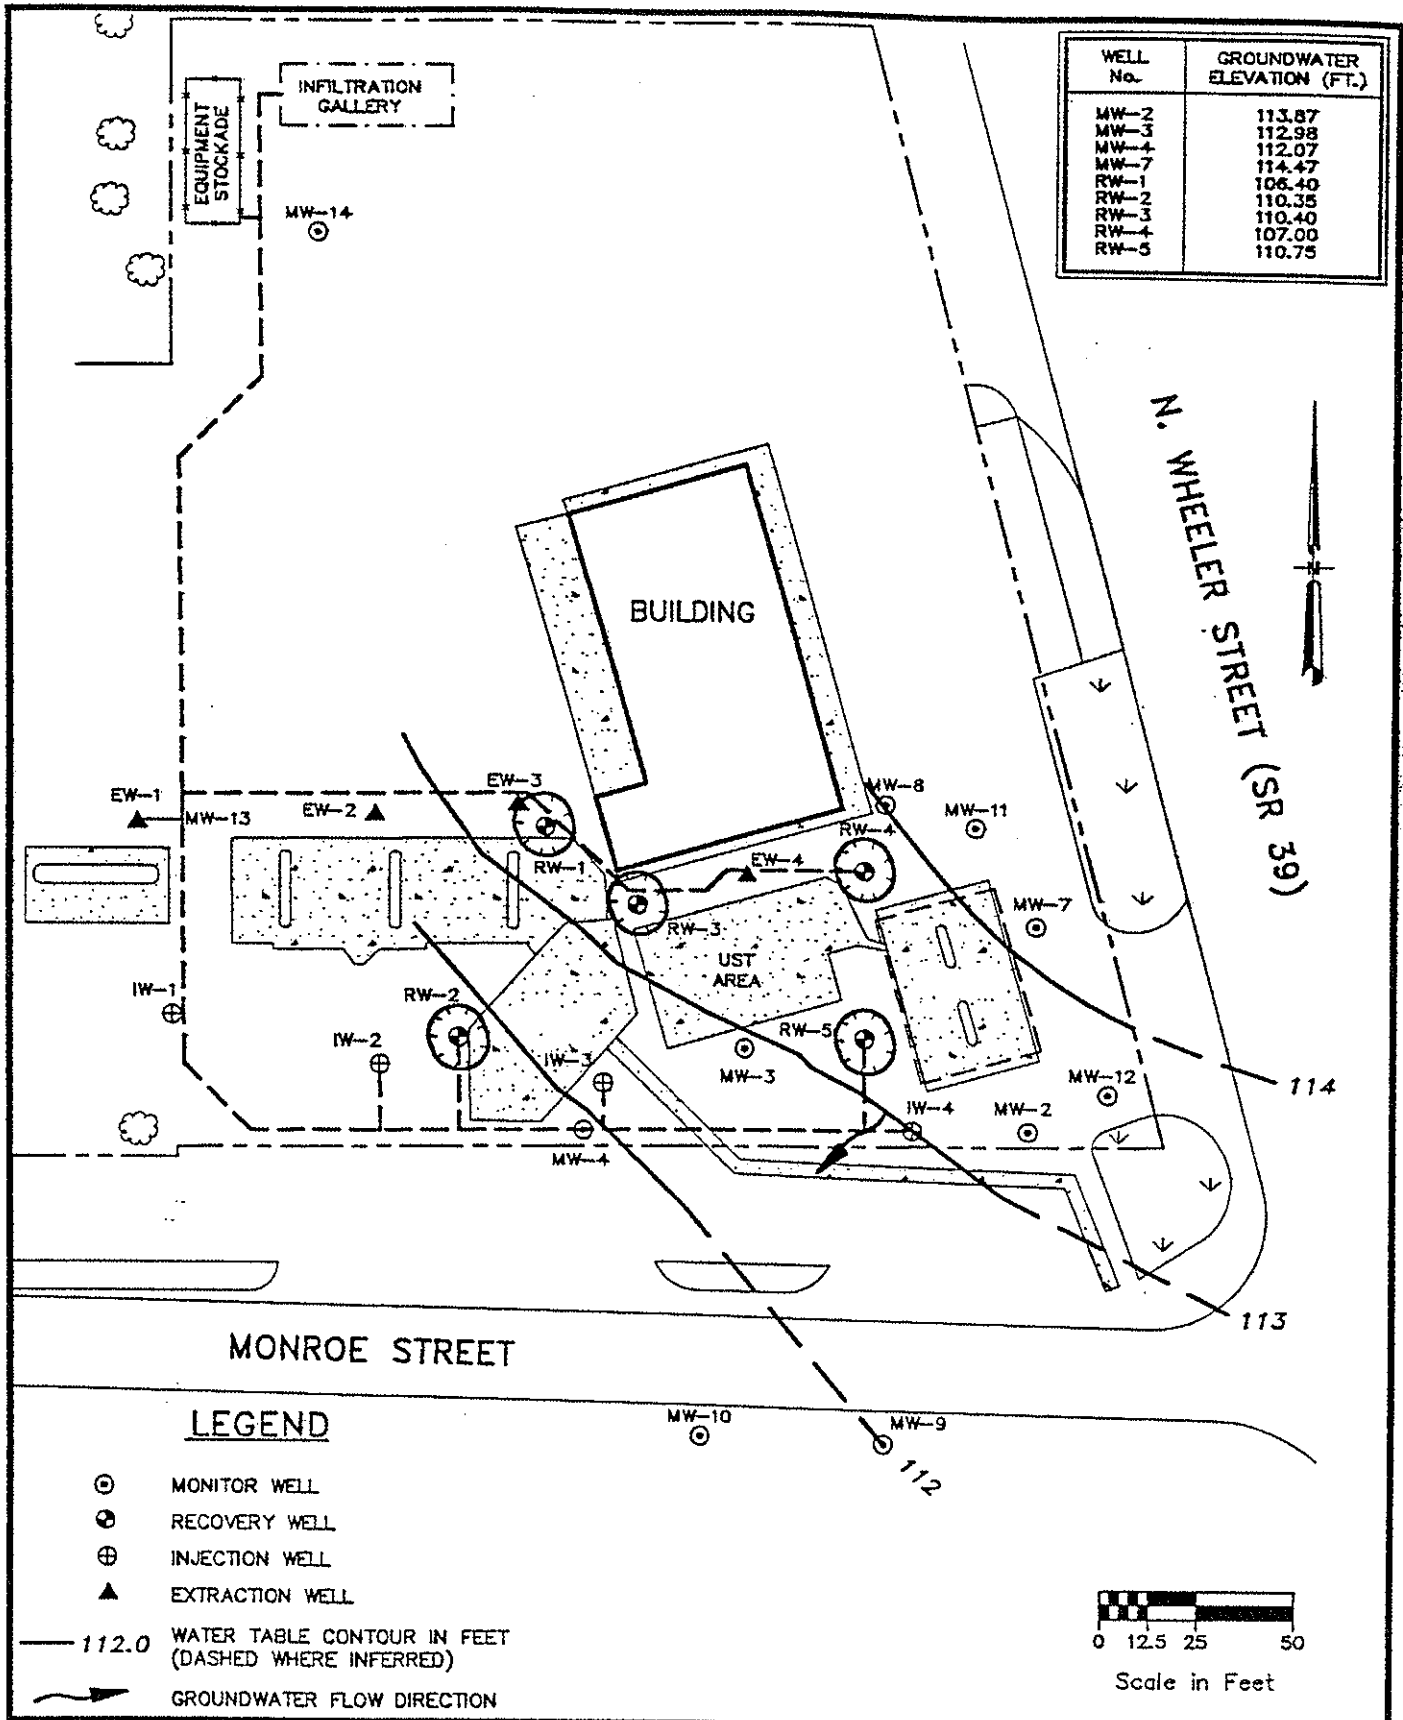 WELL No.
GROUNDWATER ELEVATION (FT.)
MW-2 113.87
MW-3 112.98
MW-4 112.07
MW-7 114.47
RW-1 106.40
RW-2 110.35
RW-3 110.40
RW-4 107.00
RW-5 110.75
INFILTRATION
GALLERY
EQUIPMENT
STOCKADE
MW-14
N. WHEELER STREET (SR 39)
N
BUILDING
EW-1
MW-13
EW-2
EW-3
MW-8
MW-11
RW-4
RW-1
EW-4
MW-7
RW-3
UST
AREA
IW-1
RW-2
RW-5
IW-2
IW-3
MW-3
MW-12
114
IW-4
MW-2
MW-4
113
MONROE STREET
MW-10
MW-9
112
LEGEND
MONITOR WELL
RECOVERY WELL
INJECTION WELL
EXTRACTION WELL
112.0 WATER TABLE CONTOUR IN FEET
(DASHED WHERE INFERRED)
GROUNDWATER FLOW DIRECTION
0 12.5 25 50
Scale in Feet